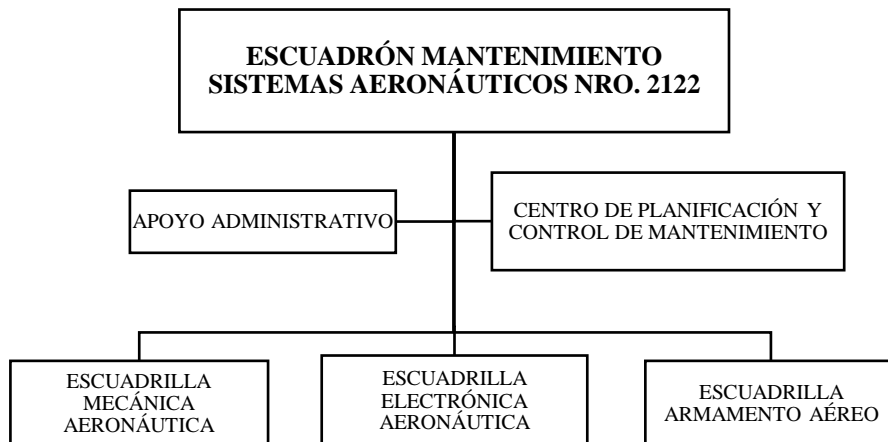 ESCUADRÓN MANTENIMIENTO
SISTEMAS AERONÁUTICOS NRO. 2122
APOYO ADMINISTRATIVO
CENTRO DE PLANIFICACIÓN Y
CONTROL DE MANTENIMIENTO
ESCUADRILLA
MECÁNICA
AERONÁUTICA
ESCUADRILLA
ELECTRÓNICA
AERONÁUTICA
ESCUADRILLA
ARMAMENTO AÉREO